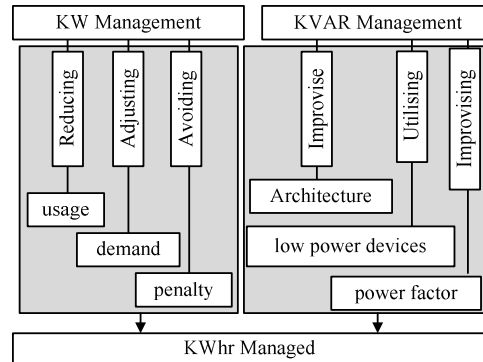 KW Management
KVAR Management
Reducing
Adjusting
Avoiding
Improvise
Utilising
Improvising
usage
Architecture
demand
low power devices
penalty
power factor
KWhr Managed